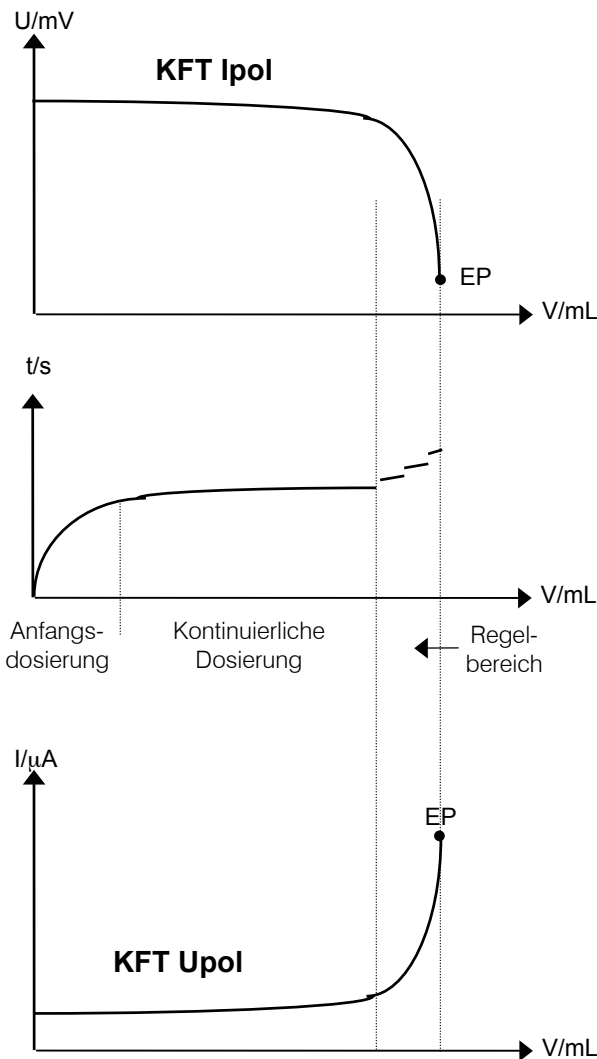 U/mV
KFT Ipol
EP
V/mL
t/s
V/mL
Anfangs-
dosierung
Kontinuierliche
Dosierung
Regel-
bereich
I/μA
EP
KFT Upol
V/mL